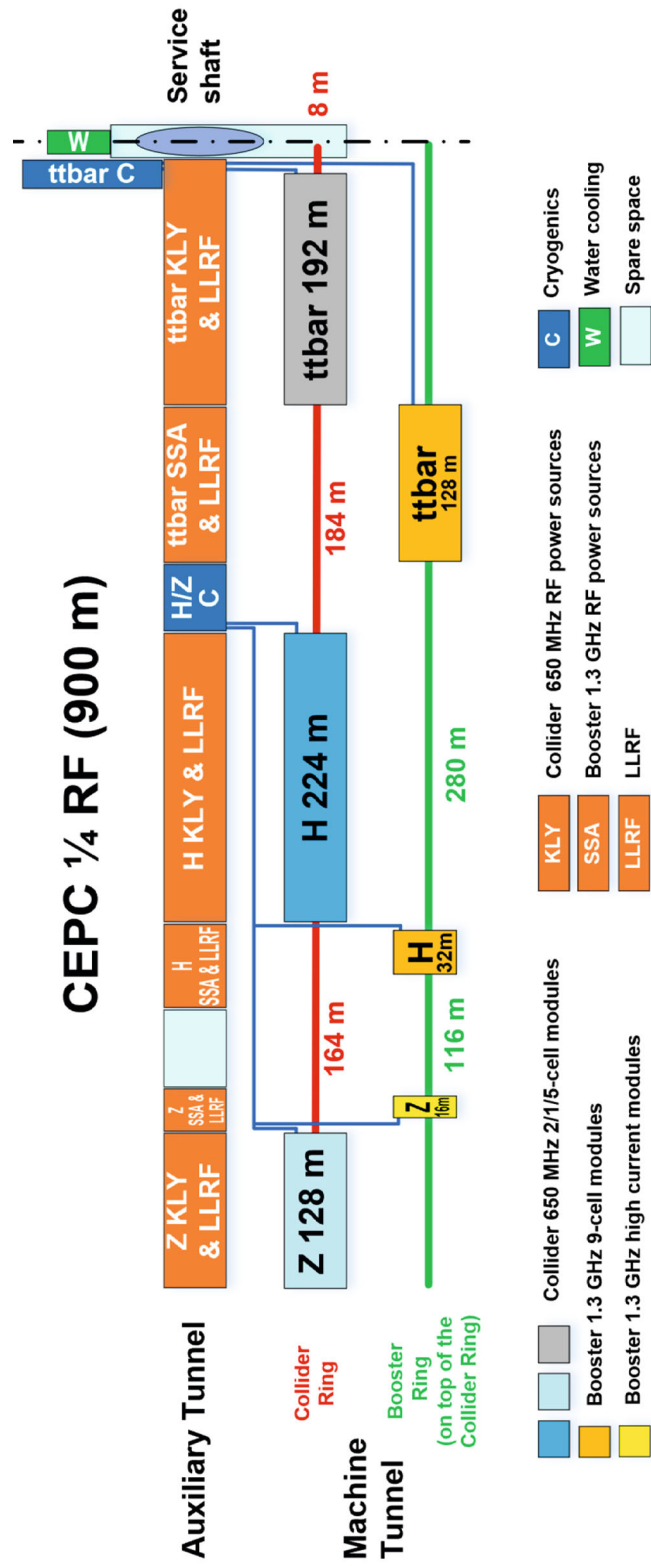 CEPC ¼ RF (900 m)
Auxiliary Tunnel
Z KLY
& LLRF
Z
SSA &
LLRF
H
SSA & LLRF
H KLY & LLRF
H/Z
C
ttbar SSA
& LLRF
ttbar KLY
& LLRF
ttbar C
W
Service
shaft
Machine
Tunnel
Collider
Ring
Z 128 m
164 m
H 224 m
184 m
ttbar 192 m
8 m
Booster
Ring
(on top of the
Collider Ring)
Z
16m
116 m
H
32m
280 m
ttbar
128 m
Collider 650 MHz 2/1/5-cell modules
Booster 1.3 GHz 9-cell modules
Booster 1.3 GHz high current modules
KLY
Collider 650 MHz RF power sources
SSA
Booster 1.3 GHz RF power sources
LLRF
LLRF
C
Cryogenics
W
Water cooling
Spare space